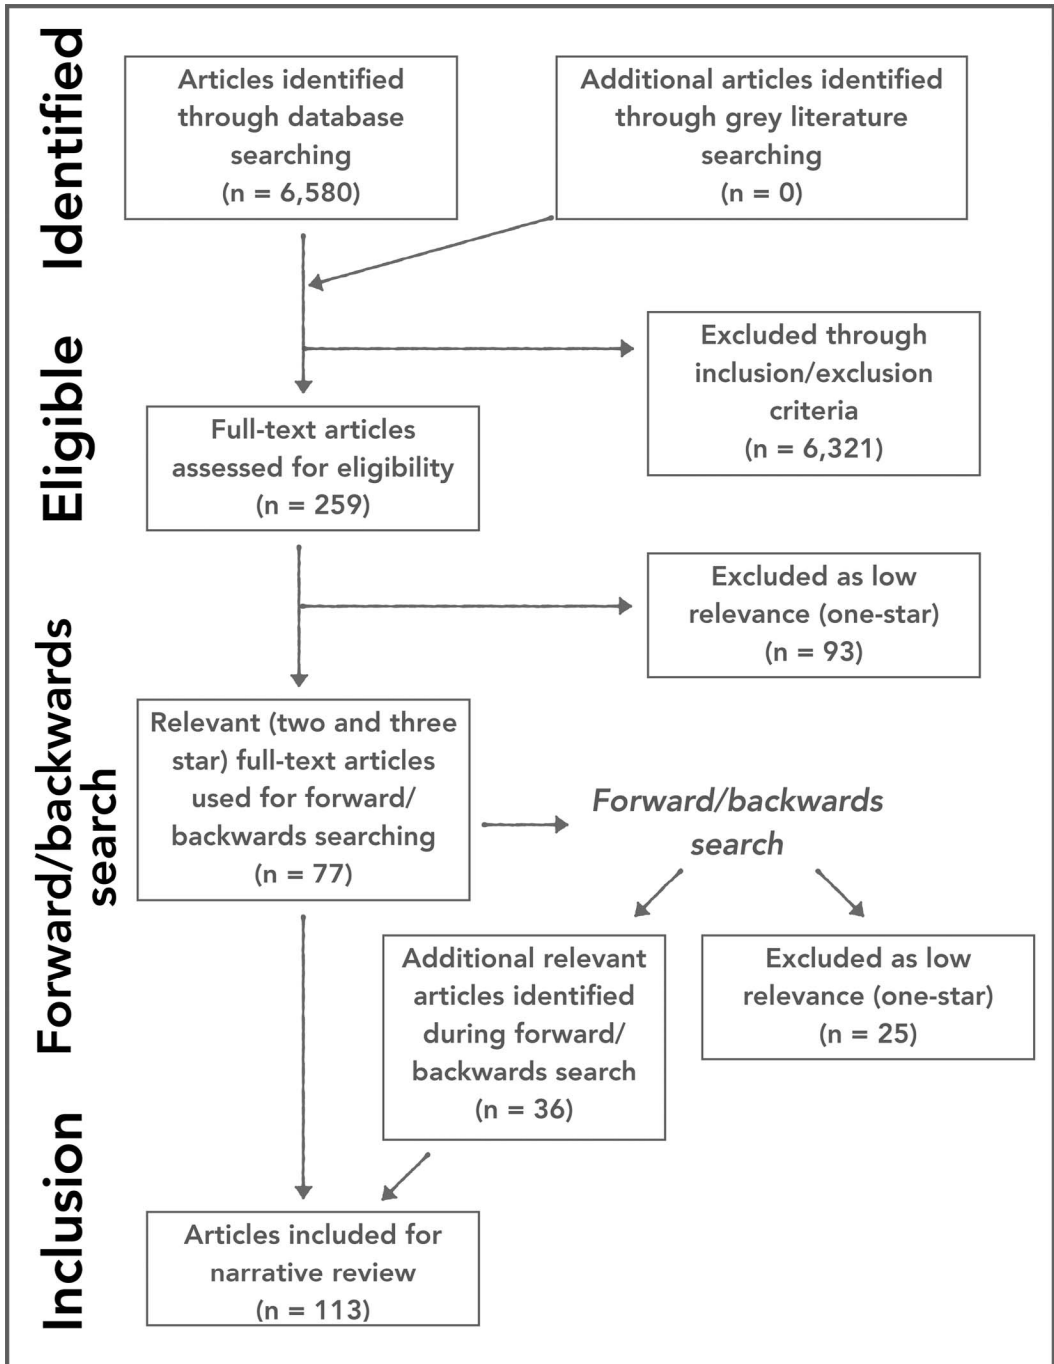 Identified
Articles identified
through database
searching
(n = 6,580)
Additional articles identified
through grey literature
searching
(n = 0)
Eligible
Excluded through
inclusion/exclusion
criteria
(n = 6,321)
Full-text articles
assessed for eligibility
(n = 259)
Excluded as low
relevance (one-star)
(n = 93)
Forward/backwards
search
Relevant (two and three
star) full-text articles
used for forward/
backwards searching
(n = 77)
Forward/backwards
search
Additional relevant
articles identified
during forward/
backwards search
(n = 36)
Excluded as low
relevance (one-star)
(n = 25)
Inclusion
Articles included for
narrative review
(n = 113)